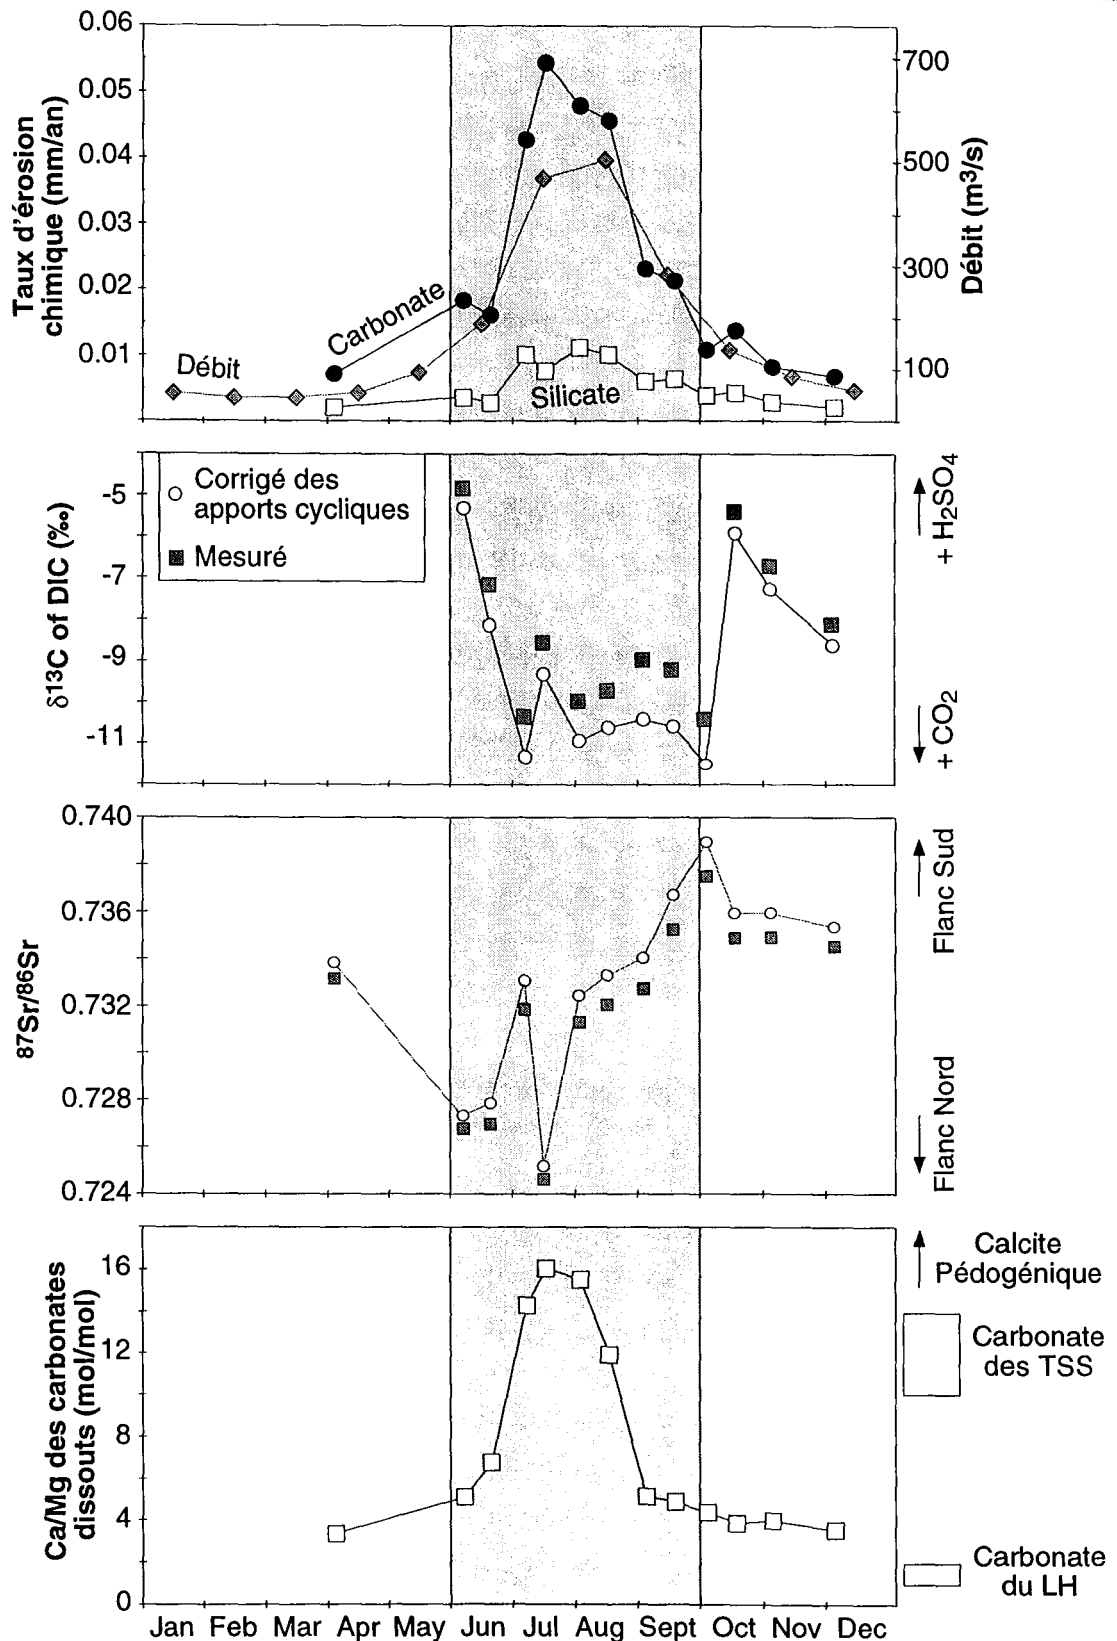 Taux d'érosion
chimique (mm/an)
0.06
0.05
0.04
0.03
0.02
0.01
Débit
Carbonate
Silicate
700
500
300
100
Débit (m³/s)
δ13C of DIC (‰)
-5
-7
-9
-11
Corrigé des
apports cycliques
Mesuré
+ H₂SO₄
+ CO₂
⁸⁷Sr/⁸⁶Sr
0.740
0.736
0.732
0.728
0.724
Flanc Sud
Flanc Nord
Ca/Mg des carbonates
dissouts (mol/mol)
16
12
8
4
0
Calcite
Pédogénique
Carbonate
des TSS
Carbonate
du LH
Jan Feb Mar Apr May Jun Jul Aug Sept Oct Nov Dec